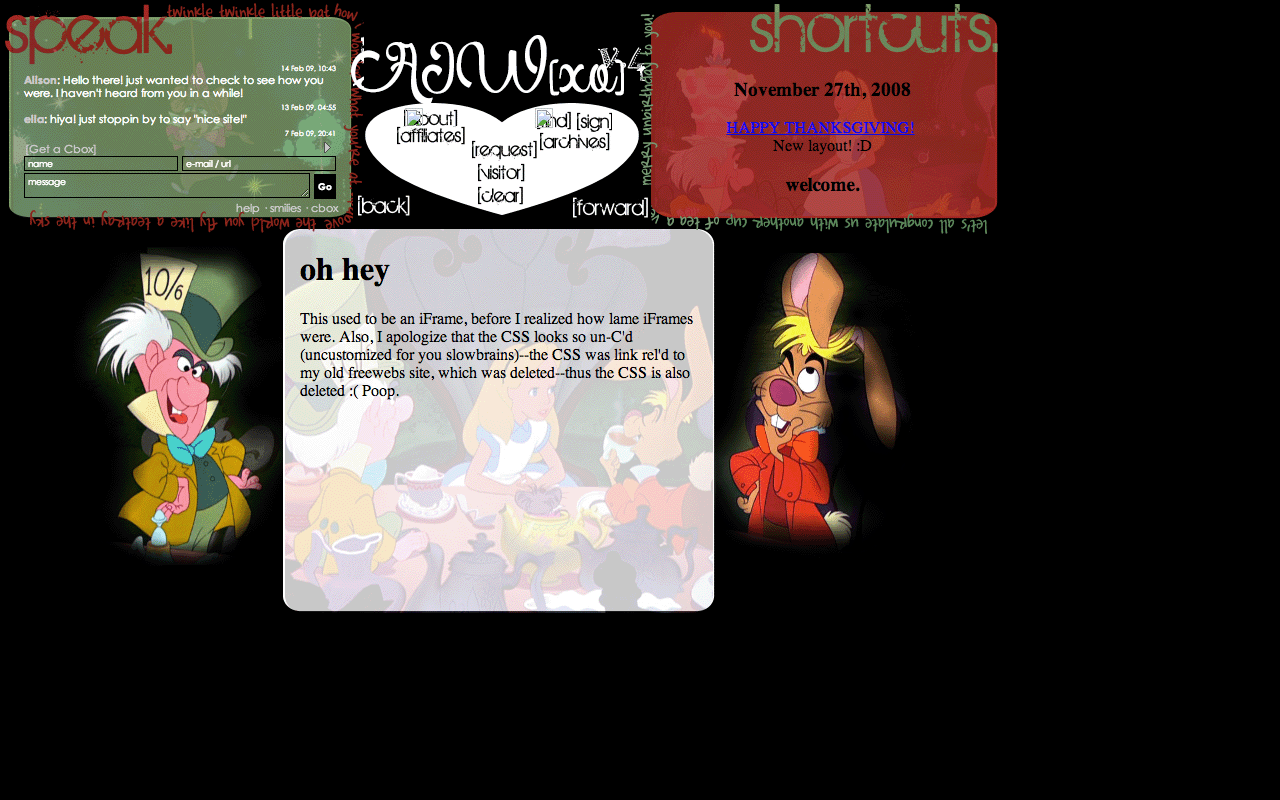 speak.
twinkle twinkle little bat how i wonder what you're at
above the world you fly like a teatray in the sky
14 Feb 09, 10:43
Alison: Hello there! just wanted to check to see how you
were. I haven't heard from you in a while!
13 Feb 09, 04:55
ella: hiya! just stoppin by to say "nice site!"
7 Feb 09, 20:41
[Get a Cbox]
name
e-mail / url
message
Go
help · smilies · cbox
[xo]
[sign]
[affiliates]
[archives]
[request]
[visitor]
[clear]
[back]
[forward]
merry unbirthday to you!
shortcuts.
November 27th, 2008
HAPPY THANKSGIVING!
New layout! :D
welcome.
let's all congratulate us with another cup of tea a
10/6
oh hey
This used to be an iFrame, before I realized how lame iFrames
were. Also, I apologize that the CSS looks so un-C'd
(uncustomized for you slowbrains)--the CSS was link rel'd to
my old freewebs site, which was deleted--thus the CSS is also
deleted :( Poop.